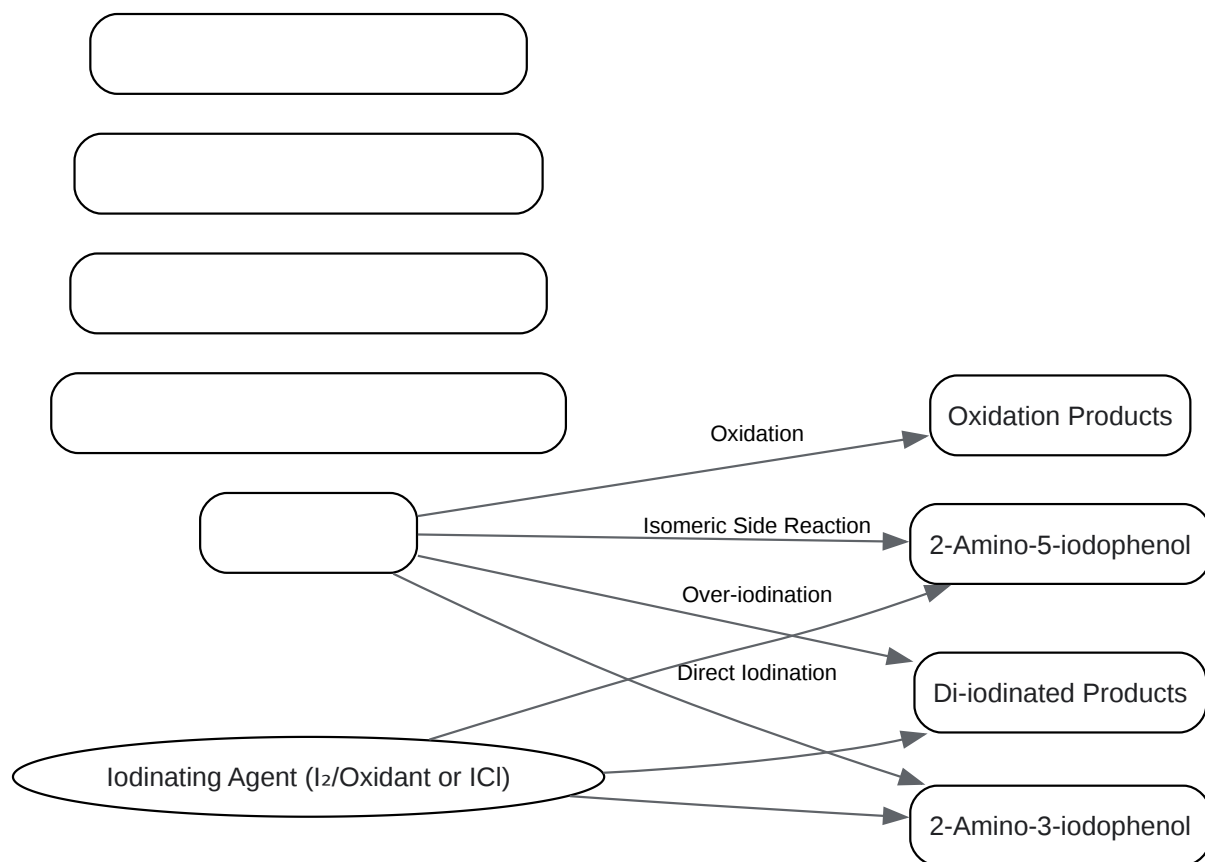 Oxidation Products
Oxidation
Isomeric Side Reaction
2-Amino-5-iodophenol
Over-iodination
Direct Iodination
Di-iodinated Products
Iodinating Agent (I₂/Oxidant or ICl)
2-Amino-3-iodophenol